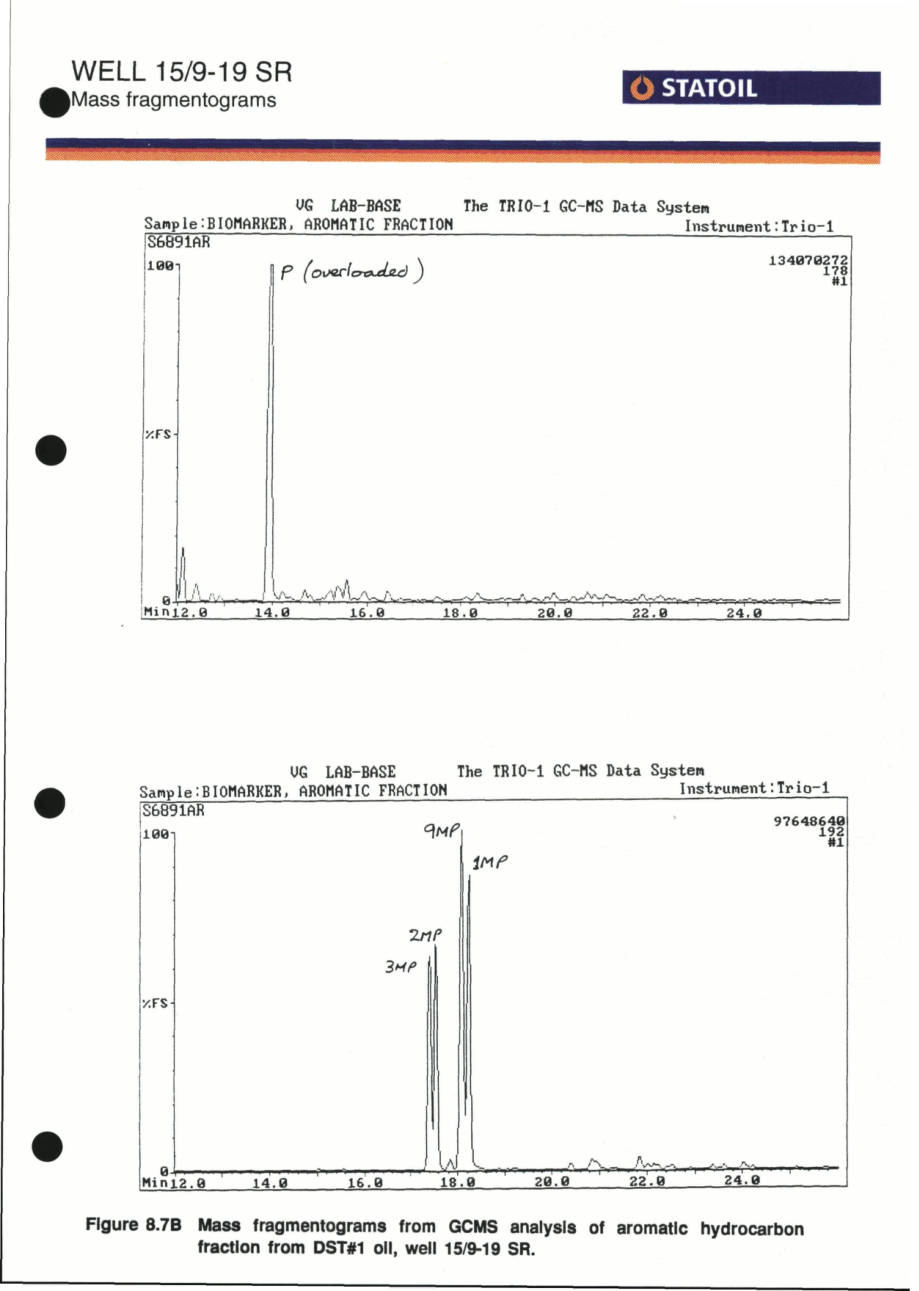 WELL 15/9-19 SR
Mass fragmentograms
STATOIL
VG LAB-BASE The TRIO-1 GC-MS Data System
Sample:BIOMARKER, AROMATIC FRACTION Instrument:Trio-1
S6891AR
100
P (overloaded)
134070272
178
#1
%FS
0
Min12.0 14.0 16.0 18.0 20.0 22.0 24.0
VG LAB-BASE The TRIO-1 GC-MS Data System
Sample:BIOMARKER, AROMATIC FRACTION Instrument:Trio-1
S6891AR
100
9MP
97648640
192
#1
1MP
2MP
3MP
%FS
0
Min12.0 14.0 16.0 18.0 20.0 22.0 24.0
Figure 8.7B Mass fragmentograms from GCMS analysis of aromatic hydrocarbon
fraction from DST#1 oil, well 15/9-19 SR.